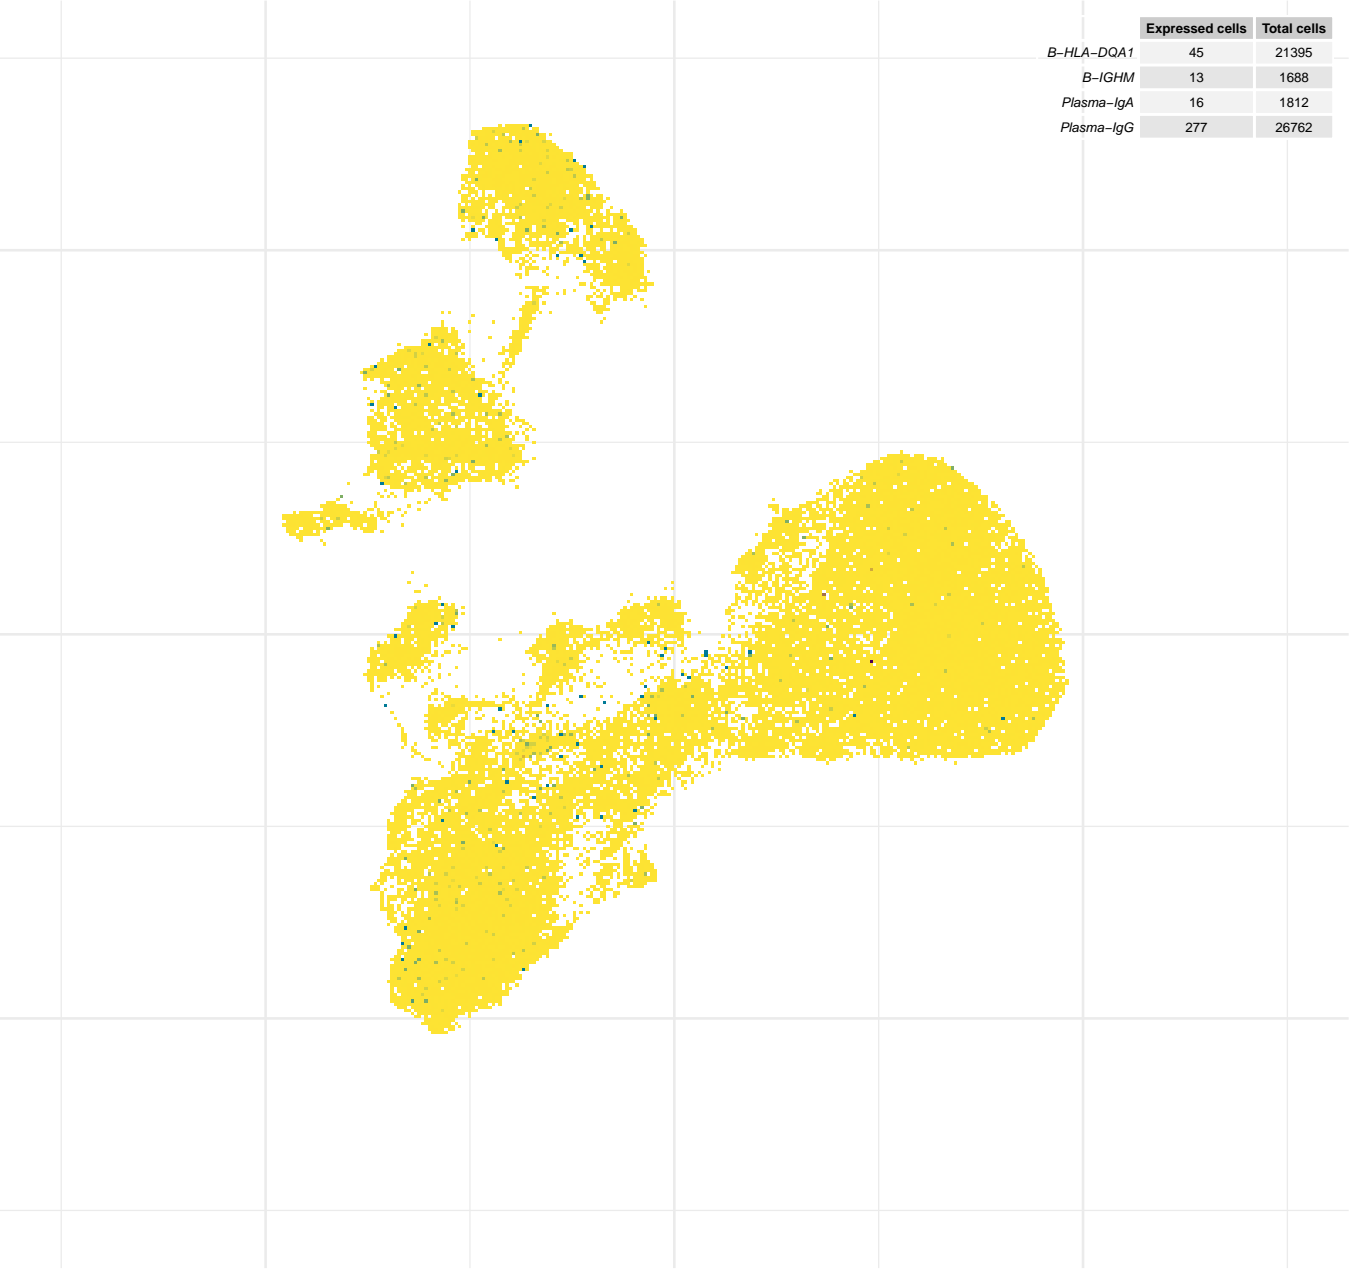 Expressed cells Total cells
B−HLA−DQA1 45 21395
B−IGHM 13 1688
Plasma−IgA 16 1812
Plasma−IgG 277 26762